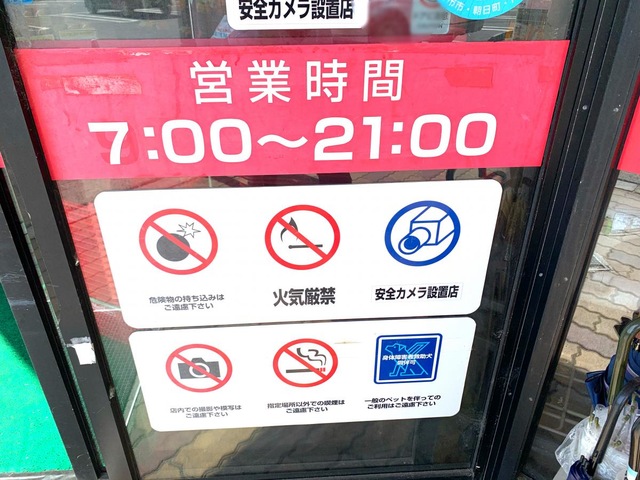 安全カメラ設置店
営業時間
7:00〜21:00
危険物の持ち込みは
ご遠慮下さい
火気厳禁
安全カメラ設置店
店内での撮影や模写は
ご遠慮下さい
指定場所以外での喫煙は
ご遠慮下さい
身体障害者救助犬
同伴可
一般のペットを伴っての
ご利用はご遠慮下さい